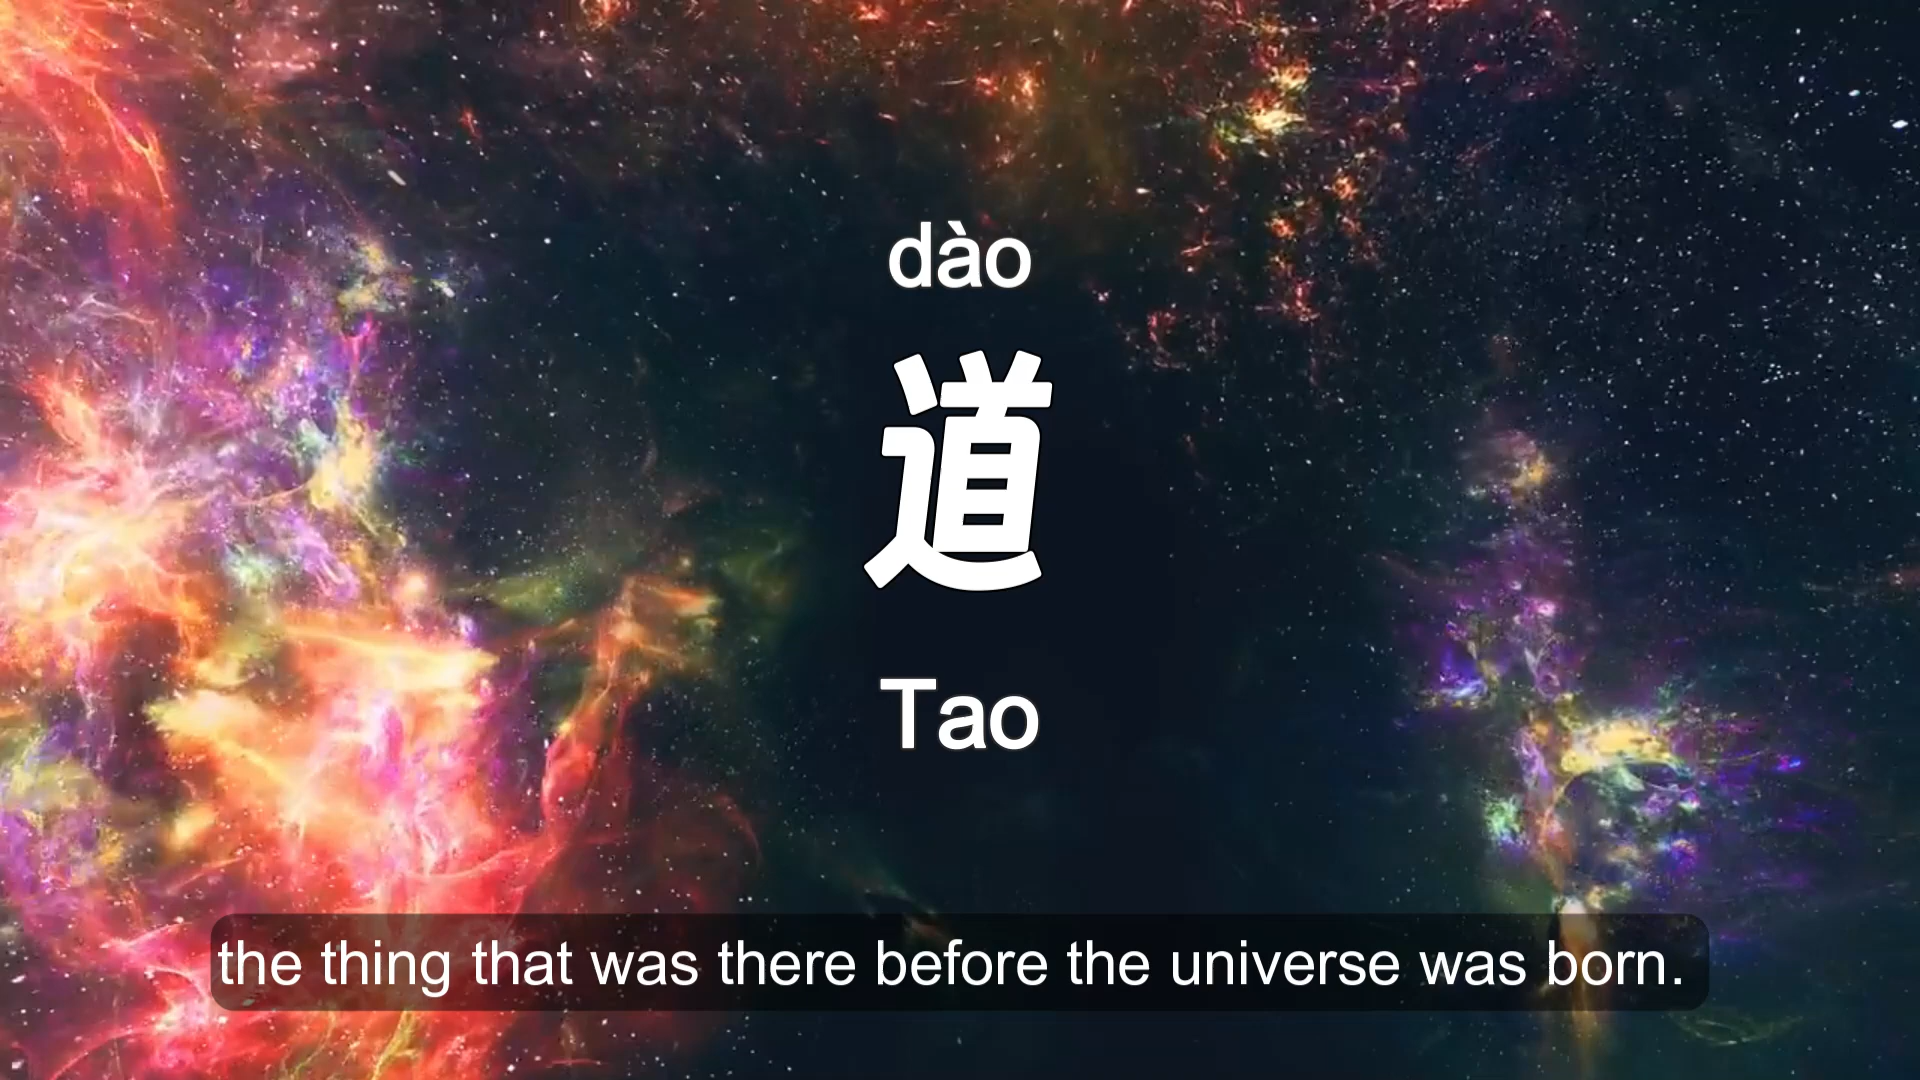 dào
道
Tao
the thing that was there before the universe was born.